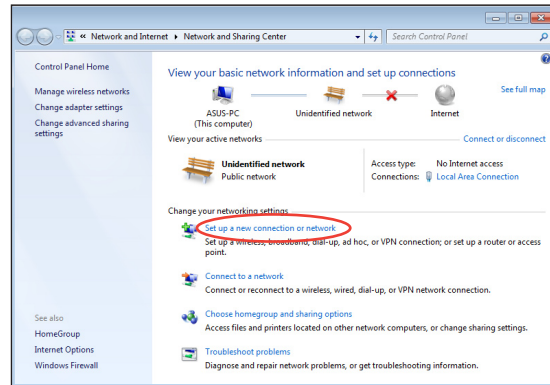 « Network and Internet ▸ Network and Sharing Center
Search Control Panel
Control Panel Home
Manage wireless networks
Change adapter settings
Change advanced sharing
settings
See also
HomeGroup
Internet Options
Windows Firewall
View your basic network information and set up connections
See full map
ASUS-PC
(This computer)
Unidentified network
Internet
View your active networks
Connect or disconnect
Unidentified network
Public network
Access type: No Internet access
Connections: Local Area Connection
Change your networking settings
Set up a new connection or network
Set up a wireless, broadband, dial-up, ad hoc, or VPN connection; or set up a router or access
point.
Connect to a network
Connect or reconnect to a wireless, wired, dial-up, or VPN network connection.
Choose homegroup and sharing options
Access files and printers located on other network computers, or change sharing settings.
Troubleshoot problems
Diagnose and repair network problems, or get troubleshooting information.